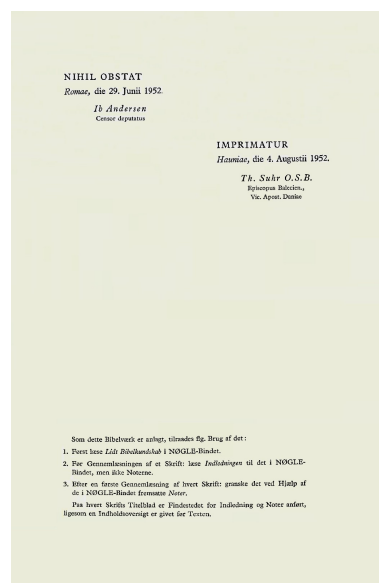 NIHIL OBSTAT
Romae, die 29. Junii 1952.
Ib Andersen
Censor deputatus
IMPRIMATUR
Hauniae, die 4. Augustii 1952.
Th. Suhr O.S.B.
Episcopus Balecien.,
Vic. Apost. Daniae
Som dette Bibelværk er anlagt, tilraades flg. Brug af det:
1. Først læse Lidt Bibelkundskab i NØGLE-Bindet.
2. Før Gennemlæsningen af et Skrift: læse Indledningen til det i NØGLE-
Bindet, men ikke Noterne.
3. Efter en første Gennemlæsning af hvert Skrift: granske det ved Hjælp af
de i NØGLE-Bindet fremsatte Noter.
Paa hvert Skrifts Titelblad er Findestedet for Indledning og Noter anført,
ligesom en Indholdsoversigt er givet før Texten.